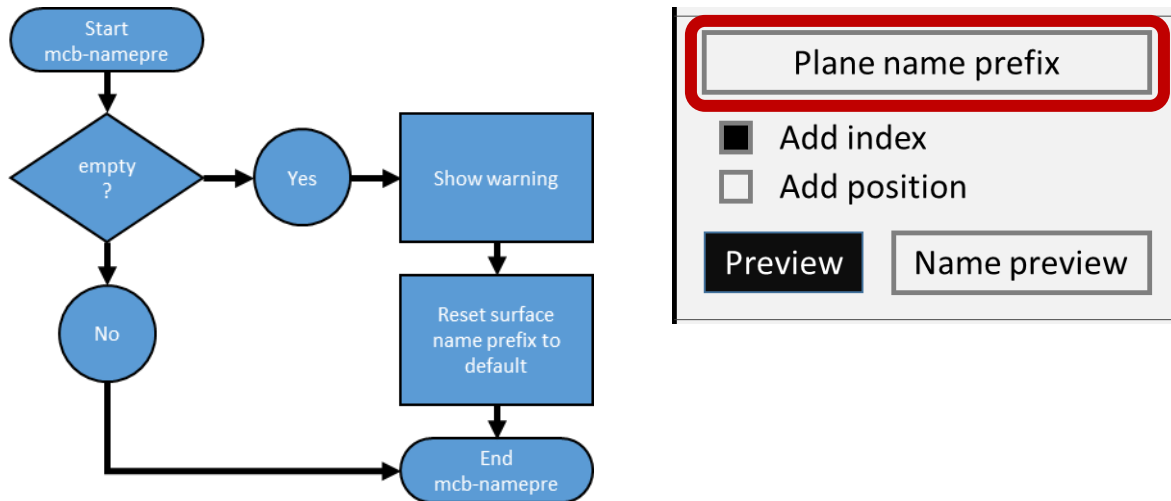 Start
mcb-namepre
empty
?
Yes
Show warning
No
Reset surface
name prefix to
default
End
mcb-namepre
Plane name prefix
Add index
Add position
Preview
Name preview